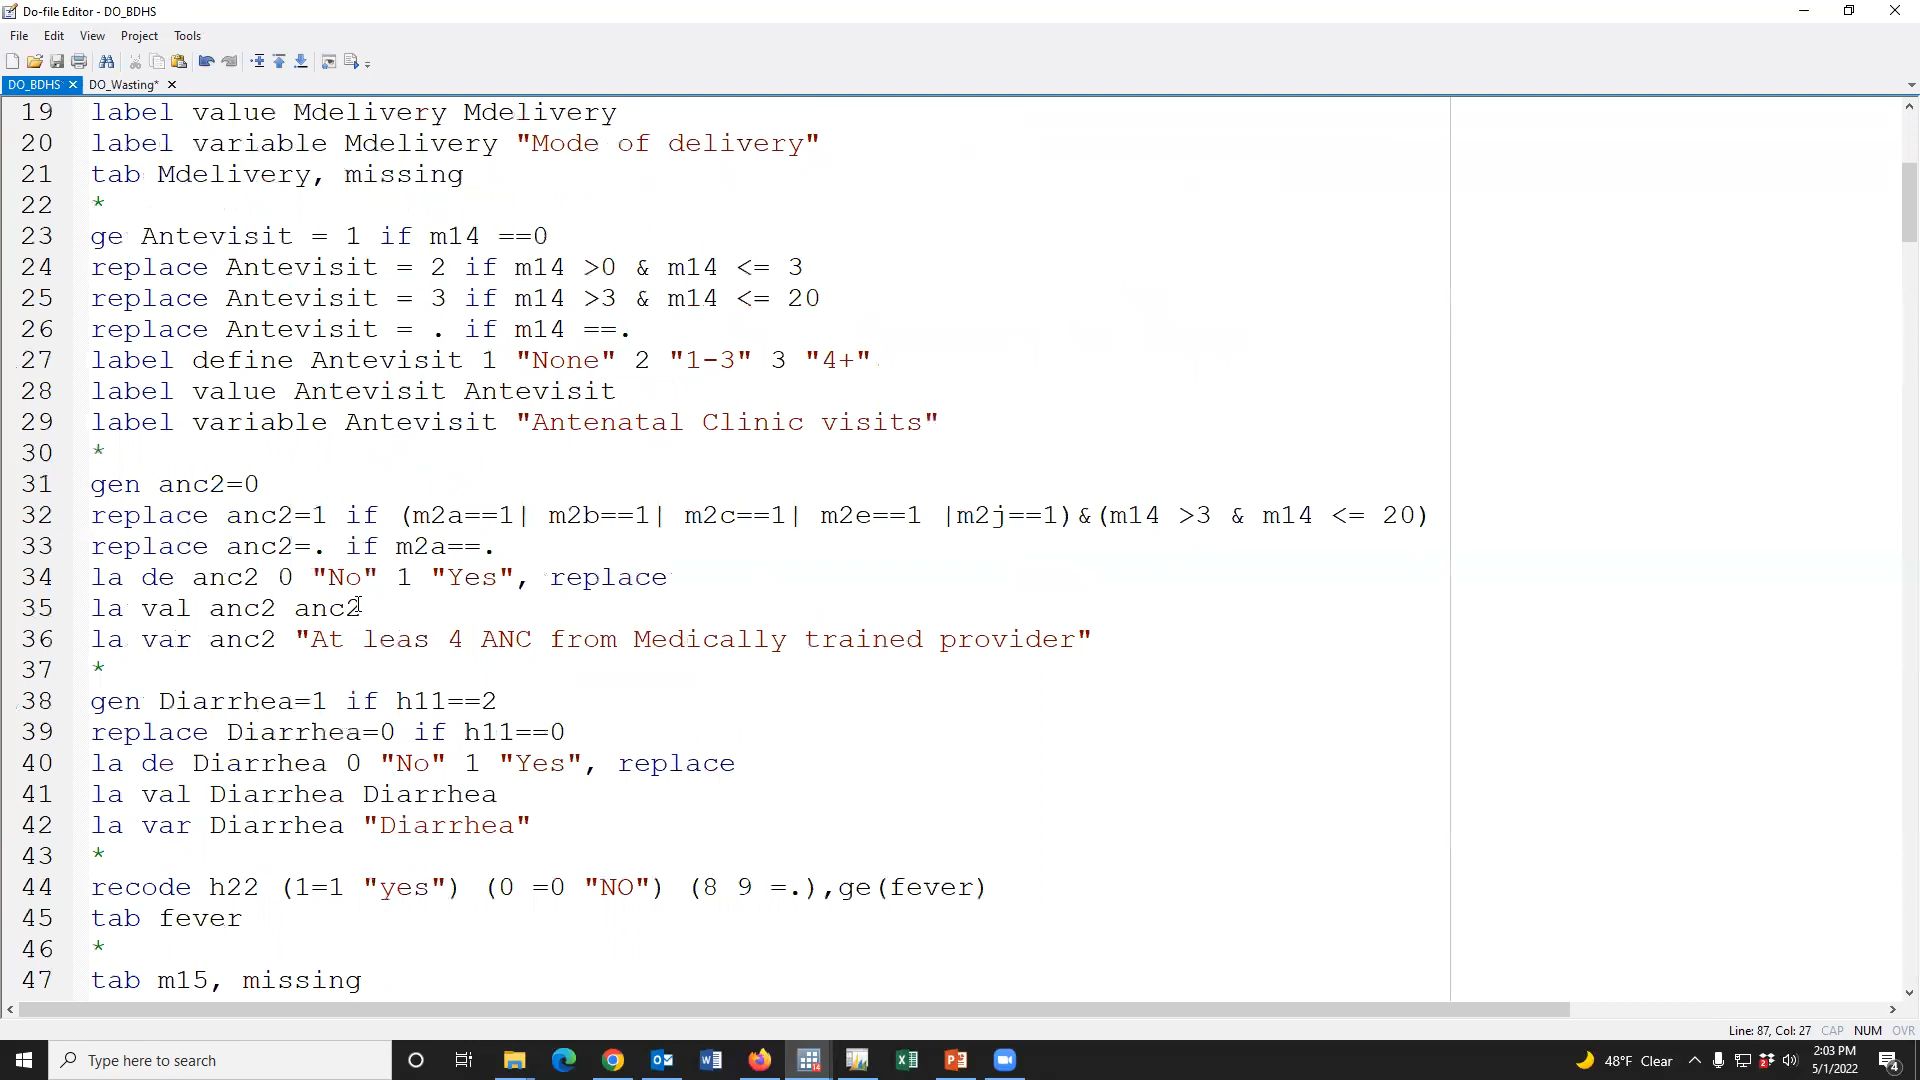 Do-file Editor - DO_BDHS
File Edit View Project Tools
DO_BDHS DO_Wasting*
19 label value Mdelivery Mdelivery
20 label variable Mdelivery "Mode of delivery"
21 tab Mdelivery, missing
22 *
23 ge Antevisit = 1 if m14 ==0
24 replace Antevisit = 2 if m14 >0 & m14 <= 3
25 replace Antevisit = 3 if m14 >3 & m14 <= 20
26 replace Antevisit = . if m14 ==.
27 label define Antevisit 1 "None" 2 "1-3" 3 "4+"
28 label value Antevisit Antevisit
29 label variable Antevisit "Antenatal Clinic visits"
30 *
31 gen anc2=0
32 replace anc2=1 if (m2a==1| m2b==1| m2c==1| m2e==1 |m2j==1)&(m14 >3 & m14 <= 20)
33 replace anc2=. if m2a==.
34 la de anc2 0 "No" 1 "Yes", replace
35 la val anc2 anc2
36 la var anc2 "At leas 4 ANC from Medically trained provider"
37 *
38 gen Diarrhea=1 if h11==2
39 replace Diarrhea=0 if h11==0
40 la de Diarrhea 0 "No" 1 "Yes", replace
41 la val Diarrhea Diarrhea
42 la var Diarrhea "Diarrhea"
43 *
44 recode h22 (1=1 "yes") (0 =0 "NO") (8 9 =.),ge(fever)
45 tab fever
46 *
47 tab m15, missing
Line: 87, Col: 27 CAP NUM OVR
Type here to search
14
48°F Clear
2:03 PM
5/1/2022
4